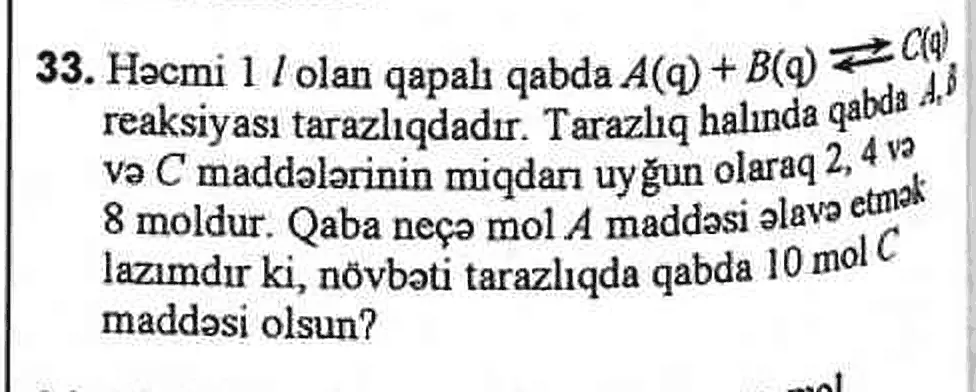 33. Həcmi 1 l olan qapalı qabda A(q) + B(q) ⇄ C(q)
reaksiyası tarazlıqdadır. Tarazlıq halında qabda A, B
və C maddələrinin miqdarı uyğun olaraq 2, 4 və
8 moldur. Qaba neçə mol A maddəsi əlavə etmək
lazımdır ki, növbəti tarazlıqda qabda 10 mol C
maddəsi olsun?